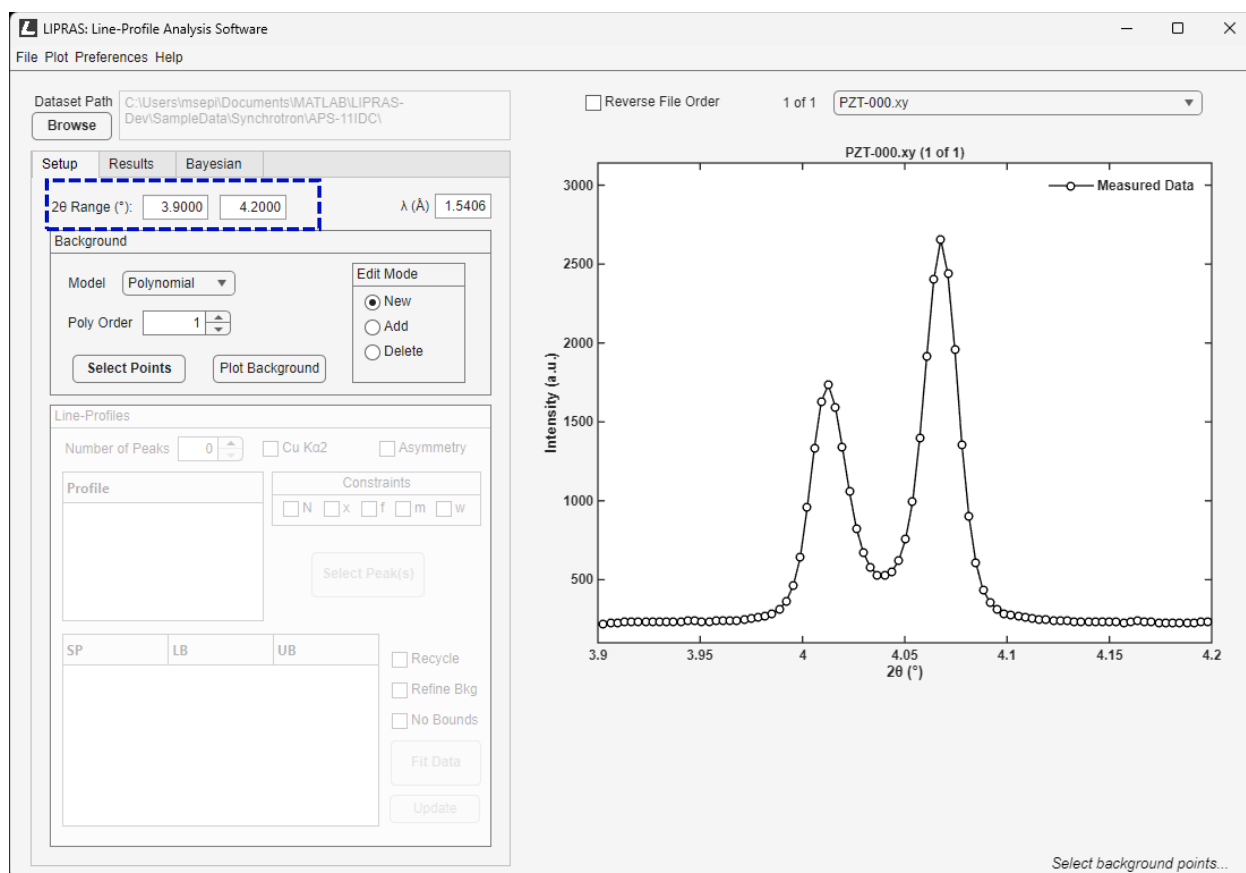 LIPRAS: Line-Profile Analysis Software
File Plot Preferences Help
Dataset Path
C:\Users\msepi\Documents\MATLAB\LIPRAS-
Dev\SampleData\Synchrotron\APS-11IDC\
Browse
Reverse File Order
1 of 1
PZT-000.xy
Setup
Results
Bayesian
2θ Range (°):
3.9000
4.2000
λ (Å)
1.5406
Background
Model
Polynomial
Poly Order
1
Select Points
Plot Background
Edit Mode
New
Add
Delete
Line-Profiles
Number of Peaks
0
Cu Kα2
Asymmetry
Profile
Constraints
N
x
f
m
w
Select Peak(s)
SP
LB
UB
Recycle
Refine Bkg
No Bounds
Fit Data
Update
PZT-000.xy (1 of 1)
Measured Data
3000
2500
2000
1500
1000
500
Intensity (a.u.)
3.9
3.95
4
4.05
4.1
4.15
4.2
2θ (°)
Select background points...